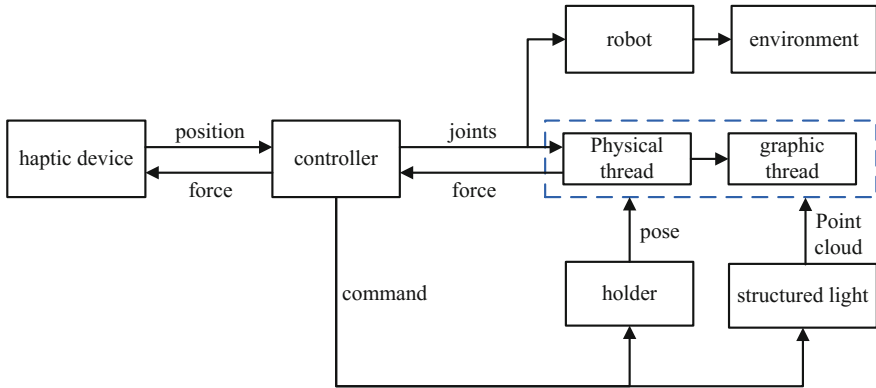 robot
environment
haptic device
position
force
controller
joints
force
Physical
thread
graphic
thread
pose
Point
cloud
command
holder
structured light